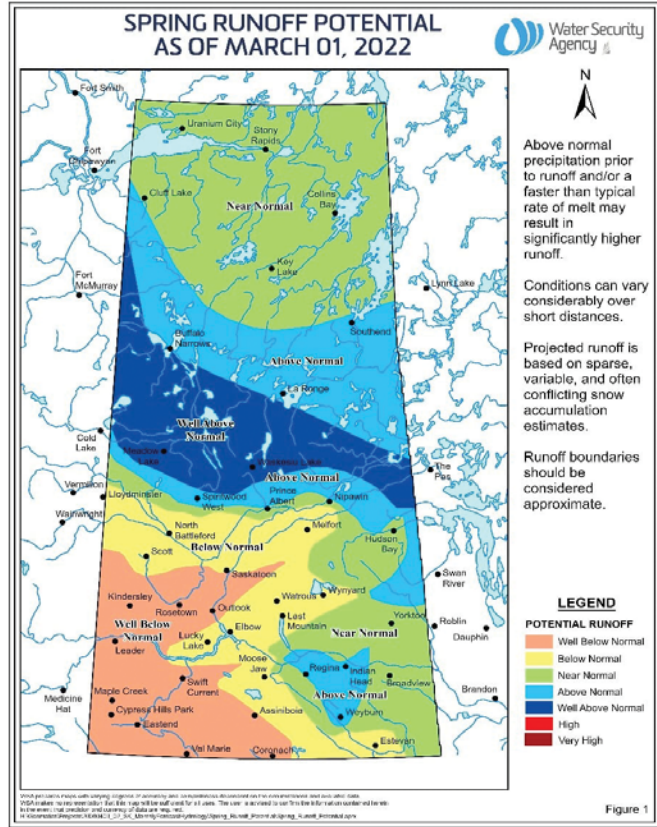 SPRING RUNOFF POTENTIAL
AS OF MARCH 01, 2022
Water Security
Agency
N
Above normal
precipitation prior
to runoff and/or a
faster than typical
rate of melt may
result in
significantly higher
runoff.
Conditions can vary
considerably over
short distances.
Projected runoff is
based on sparse,
variable, and often
conflicting snow
accumulation
estimates.
Runoff boundaries
should be
considered
approximate.
Fort Smith
Uranium City
Stony
Rapids
Fort
Chipewyan
Cluff Lake
Collins
Bay
Near Normal
Key
Lake
Fort
McMurray
Lynn Lake
Southend
Buffalo
Narrows
Above Normal
La Ronge
Well Above
Normal
Cold
Lake
Meadow
Lake
Waskesiu Lake
The
Pas
Above Normal
Vermilion
Lloydminster
Spiritwood
West
Prince
Albert
Nipawin
Wainwright
North
Battleford
Melfort
Hudson
Bay
Below Normal
Scott
Saskatoon
Swan
River
Kindersley
Rosetown
Outlook
Watrous
Wynyard
Well Below
Normal
Last
Mountain
Yorkton
Roblin
Dauphin
Leader
Lucky
Lake
Elbow
Near Normal
Moose
Jaw
Regina
Indian
Head
Broadview
Medicine
Hat
Maple Creek
Swift
Current
Above Normal
Brandon
Cypress Hills Park
Assiniboia
Weyburn
Eastend
Val Marie
Coronach
Estevan
LEGEND
POTENTIAL RUNOFF
Well Below Normal
Below Normal
Near Normal
Above Normal
Well Above Normal
High
Very High
Figure 1